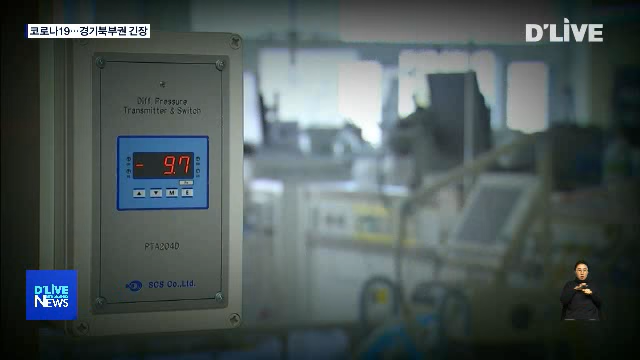 코로나19…경기북부권 긴장
D'LIVE
Diff. Pressure
Transmitter & Switch
- 9.7
▲ ▼ M E
PTA204D
SCS Co.,Ltd.
D'LIVE
NEWS